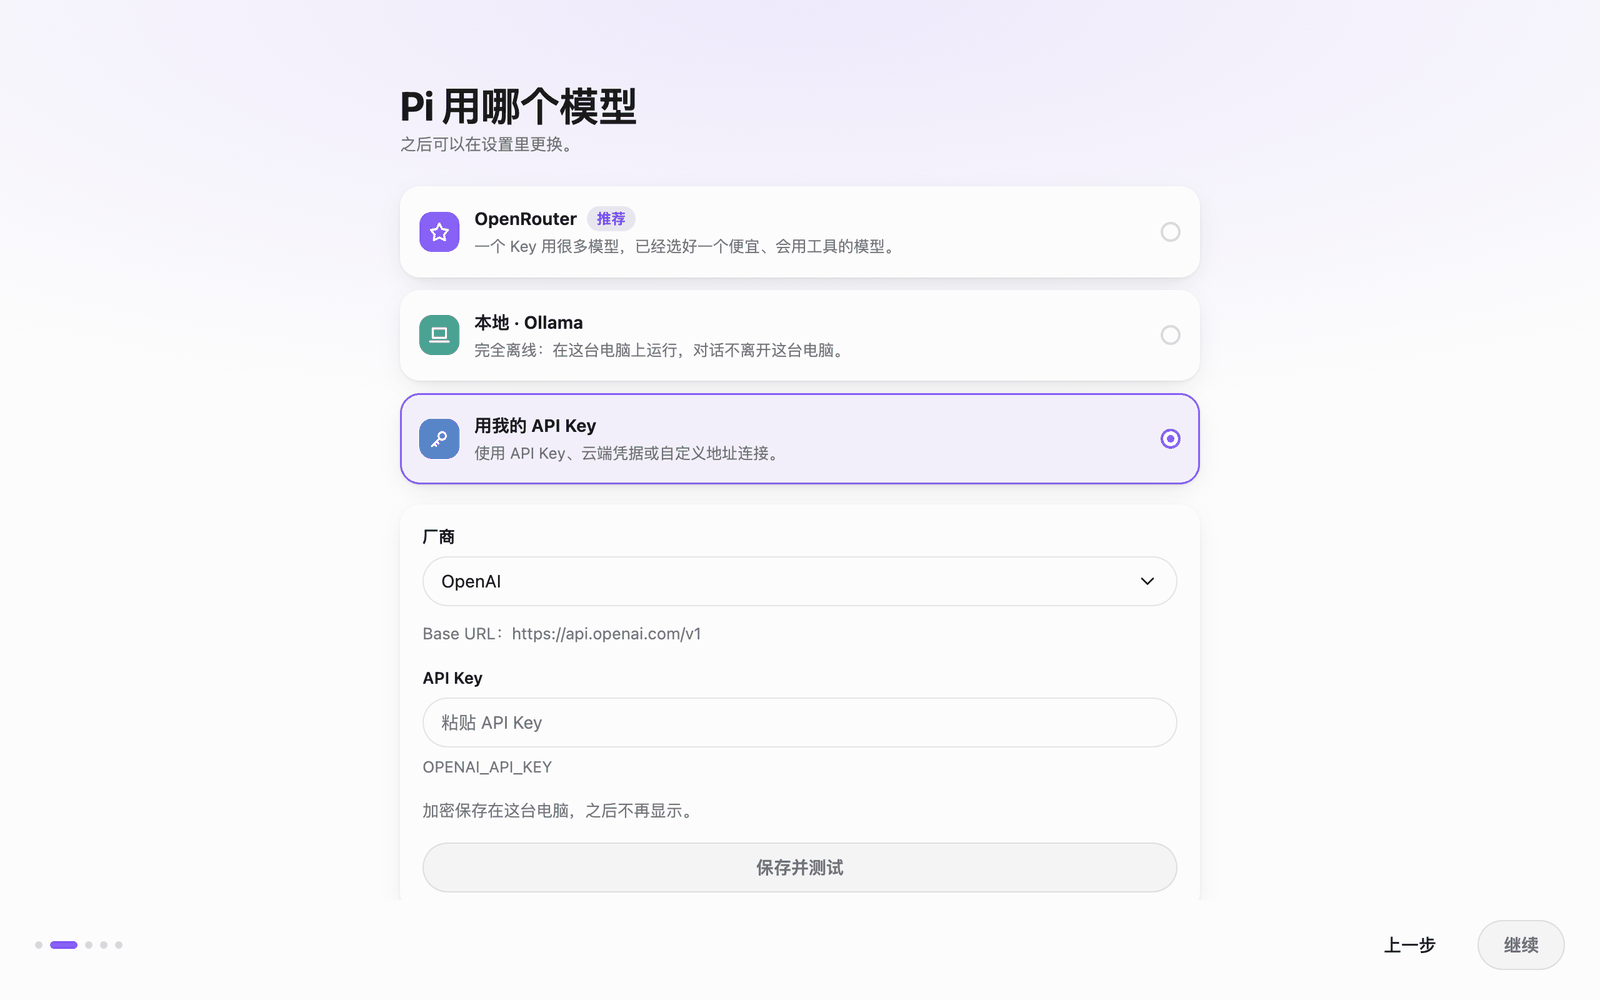 Pi 用哪个模型
之后可以在设置里更换。
OpenRouter 推荐
一个 Key 用很多模型，已经选好一个便宜、会用工具的模型。
本地 · Ollama
完全离线：在这台电脑上运行，对话不离开这台电脑。
用我的 API Key
使用 API Key、云端凭据或自定义地址连接。
厂商
OpenAI
Base URL：https://api.openai.com/v1
API Key
粘贴 API Key
OPENAI_API_KEY
加密保存在这台电脑，之后不再显示。
保存并测试
上一步 继续